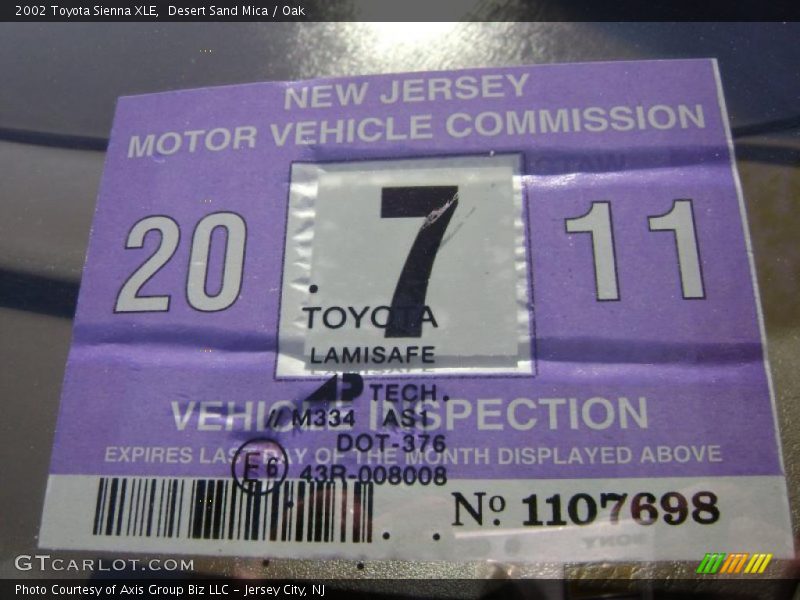 2002 Toyota Sienna XLE,  Desert Sand Mica / Oak
NEW JERSEY
MOTOR VEHICLE COMMISSION
20 7 11
TOYOTA
LAMISAFE
AP TECH.
VEHICLE INSPECTION
// M334 AS1
DOT-376
EXPIRES LAST DAY OF THE MONTH DISPLAYED ABOVE
E6 43R-008008
Nº. 1107698
GTCARLOT.COM
Photo Courtesy of Axis Group Biz LLC – Jersey City, NJ